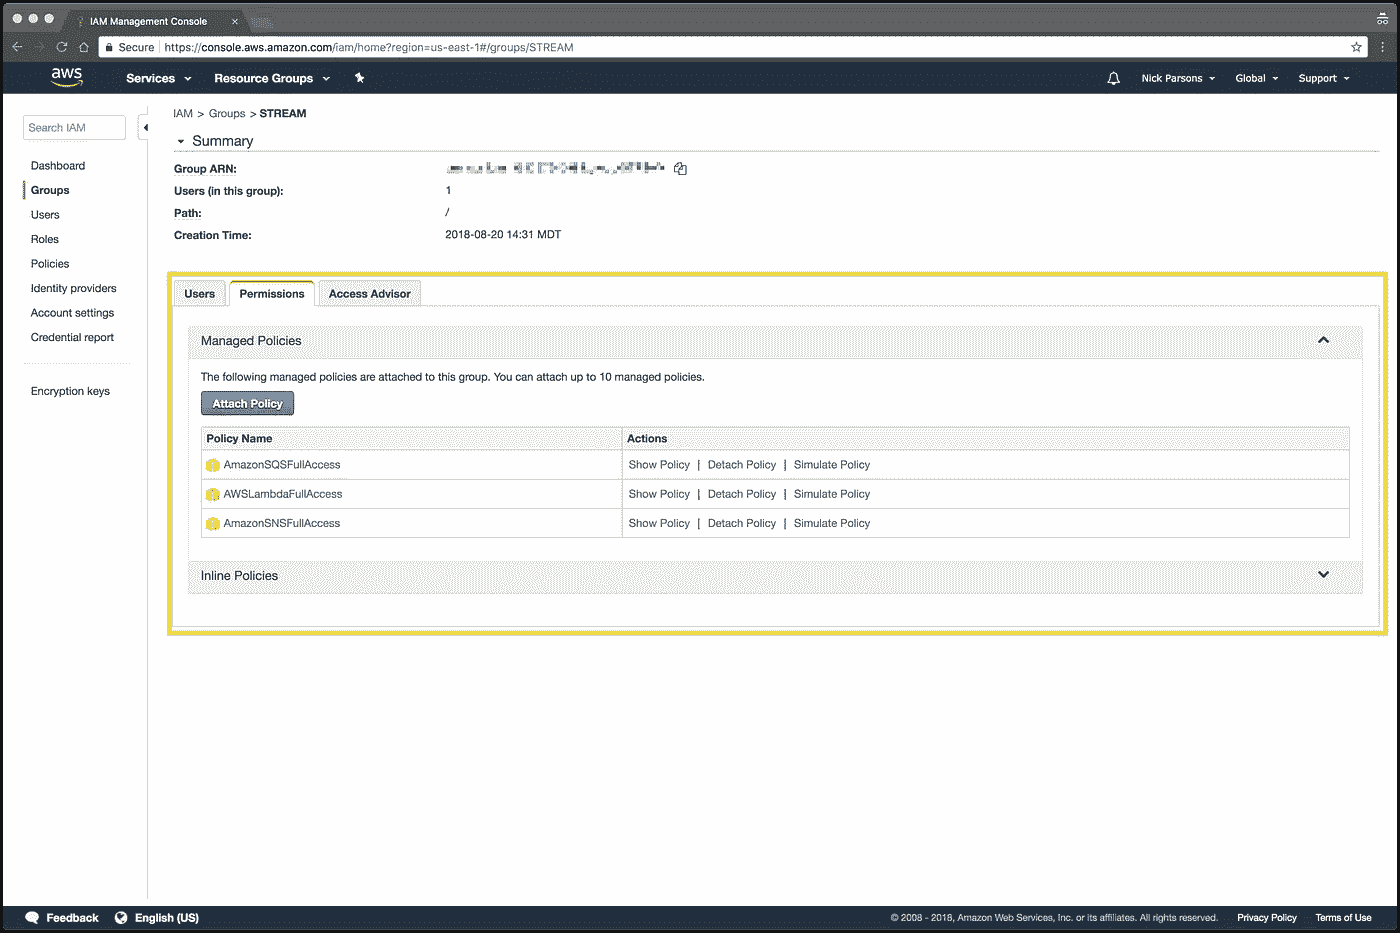 IAM Management Console
Secure https://console.aws.amazon.com/iam/home?region=us-east-1#/groups/STREAM
aws Services Resource Groups Nick Parsons Global Support
Search IAM
Dashboard
Groups
Users
Roles
Policies
Identity providers
Account settings
Credential report
Encryption keys
IAM > Groups > STREAM
Summary
Group ARN:
Users (in this group): 1
Path: /
Creation Time: 2018-08-20 14:31 MDT
Users Permissions Access Advisor
Managed Policies
The following managed policies are attached to this group. You can attach up to 10 managed policies.
Attach Policy
Policy Name Actions
AmazonSQSFullAccess Show Policy | Detach Policy | Simulate Policy
AWSLambdaFullAccess Show Policy | Detach Policy | Simulate Policy
AmazonSNSFullAccess Show Policy | Detach Policy | Simulate Policy
Inline Policies
Feedback English (US) © 2008 - 2018, Amazon Web Services, Inc. or its affiliates. All rights reserved. Privacy Policy Terms of Use